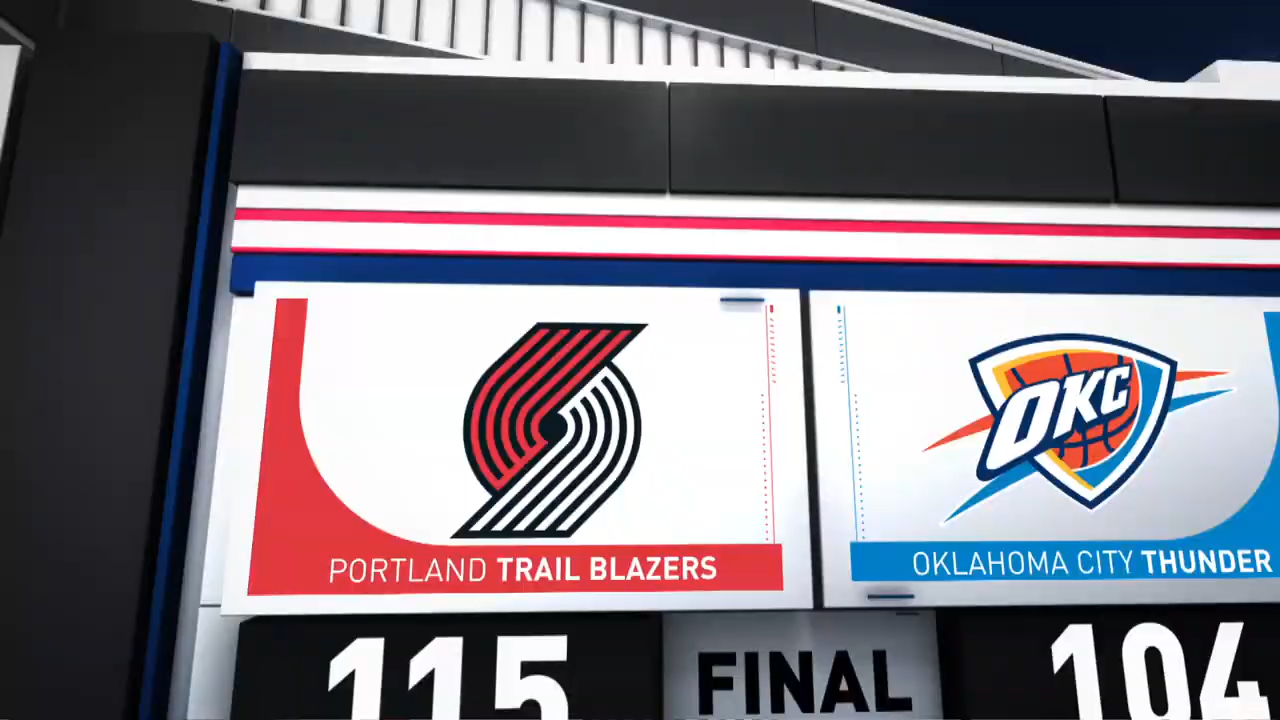 OKC
PORTLAND TRAIL BLAZERS
OKLAHOMA CITY THUNDER
115
FINAL
104